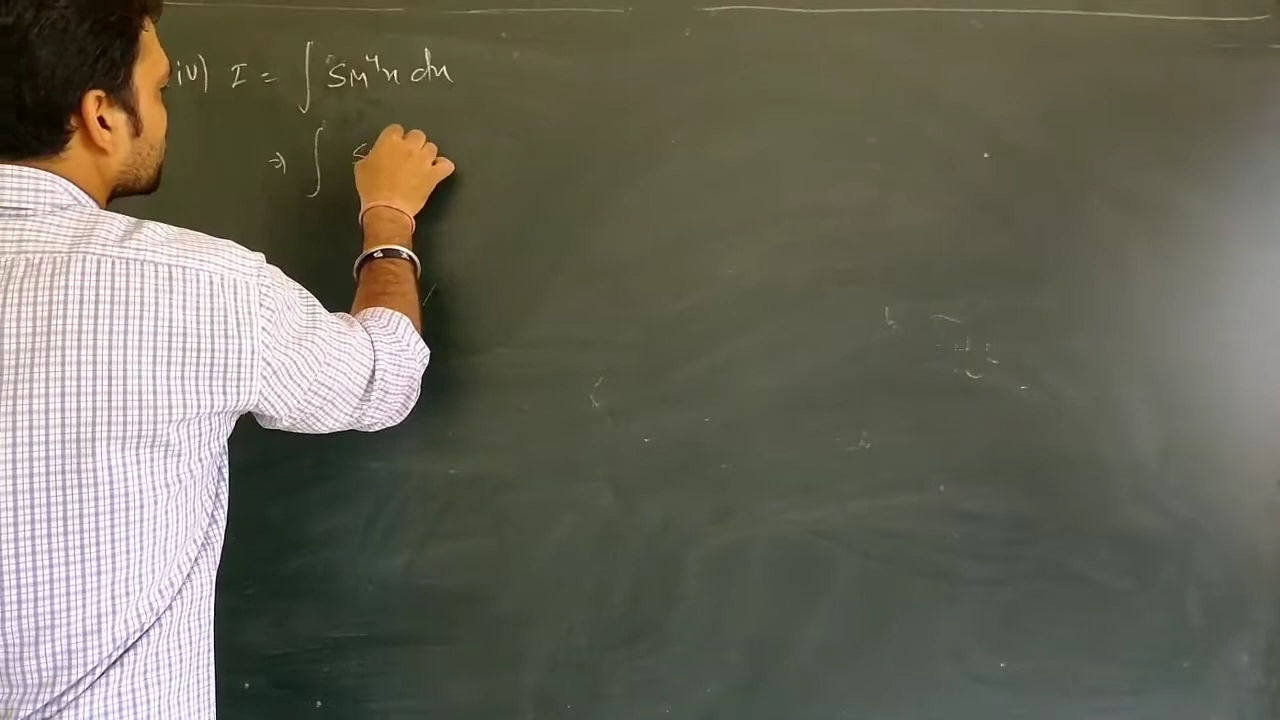 iv) I = ∫ Sin⁴x dx
⇒ ∫ s